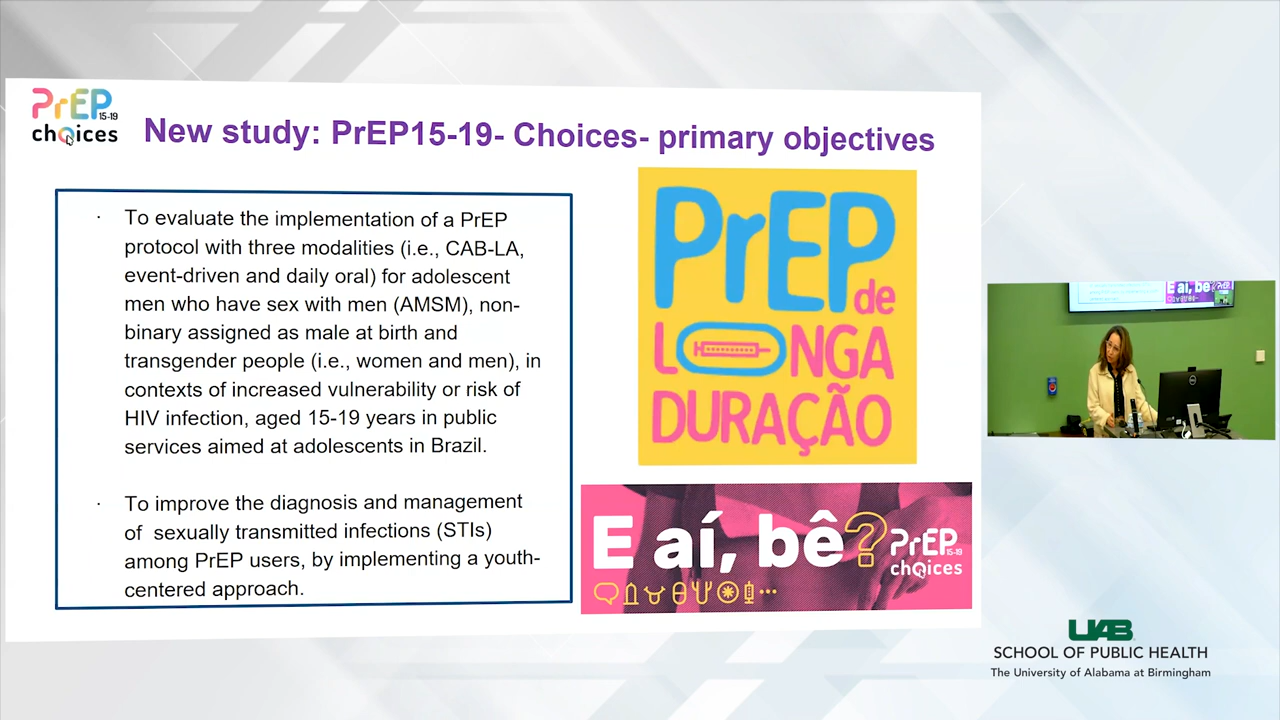 PrEP
15-19
choices
New study: PrEP15-19- Choices- primary objectives
· To evaluate the implementation of a PrEP
protocol with three modalities (i.e., CAB-LA,
event-driven and daily oral) for adolescent
men who have sex with men (AMSM), non-
binary assigned as male at birth and
transgender people (i.e., women and men), in
contexts of increased vulnerability or risk of
HIV infection, aged 15-19 years in public
services aimed at adolescents in Brazil.
· To improve the diagnosis and management
of sexually transmitted infections (STIs)
among PrEP users, by implementing a youth-
centered approach.
PrEP
de
LONGA
DURAÇÃO
E aí, bê?
PrEP
15-19
choices
E aí, bê?
DELL
UAB
SCHOOL OF PUBLIC HEALTH
The University of Alabama at Birmingham